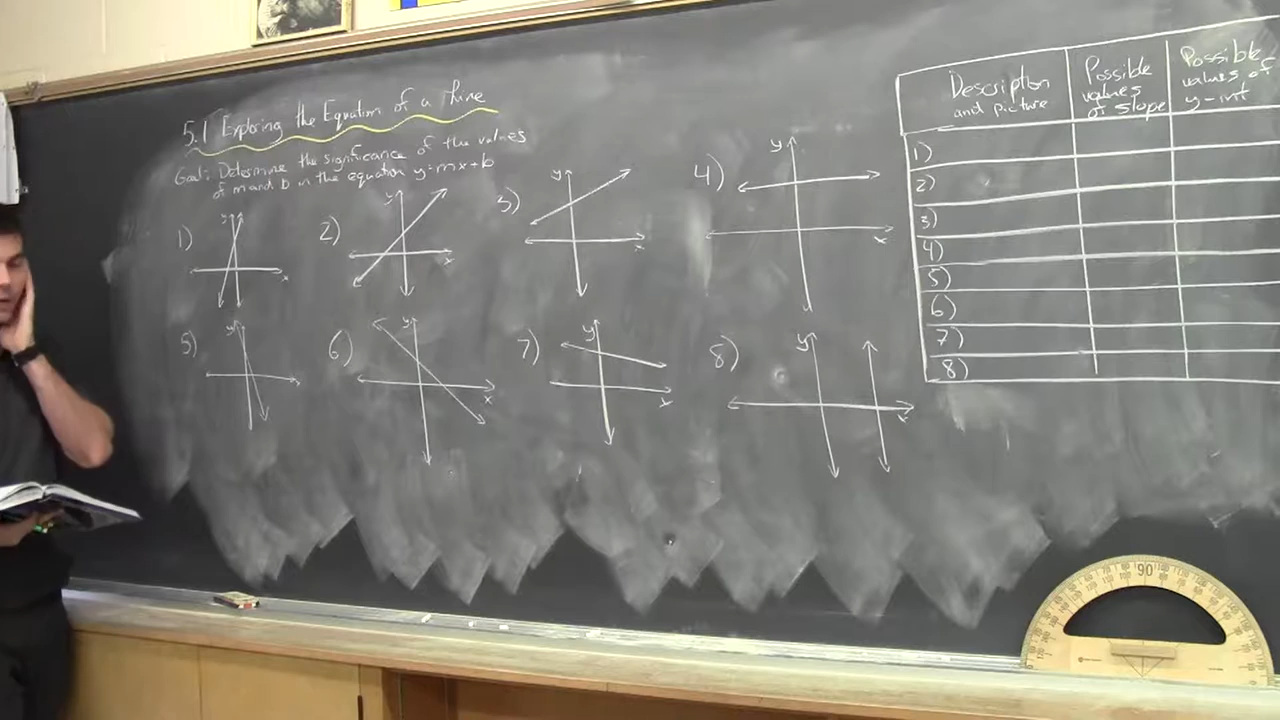 5.1 Exploring the Equation of a Line
Goal: Determine the significance of the values
of m and b in the equation y=mx+b
1) y x
2) y x
3) y x
4) y x
5) y
6) y x
7) y x
8) y x
Description
and picture
Possible
values
of slope
Possible
values of
y-int
1)
2)
3)
4)
5)
6)
7)
8)
90